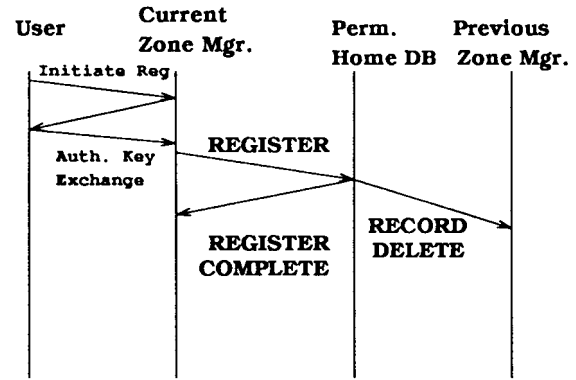 User
Current
Zone Mgr.
Perm.
Home DB
Previous
Zone Mgr.
Initiate Reg
Auth. Key
Exchange
REGISTER
REGISTER
COMPLETE
RECORD
DELETE